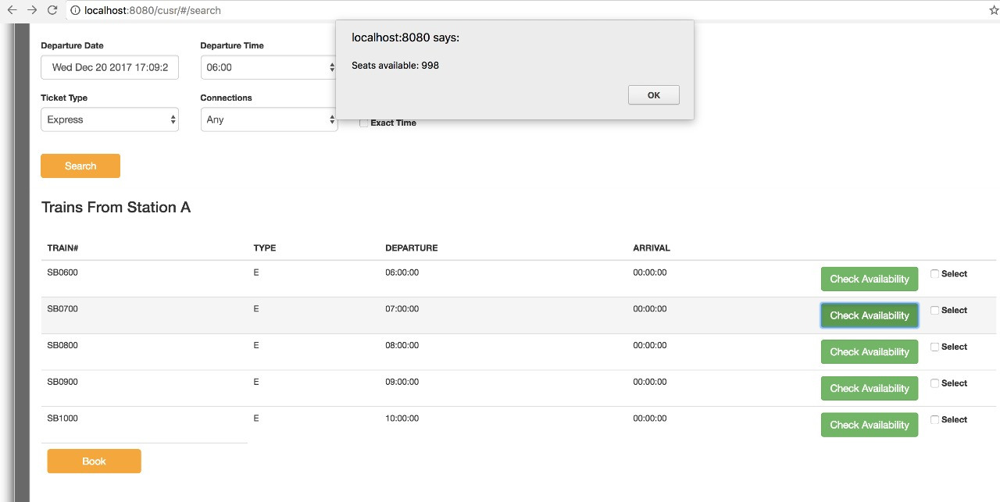 localhost:8080/cusr/#/search
localhost:8080 says:
Seats available: 998
OK
Departure Date
Departure Time
Wed Dec 20 2017 17:09:2
06:00
Ticket Type
Connections
Express
Any
Exact Time
Search
Trains From Station A
TRAIN# TYPE DEPARTURE ARRIVAL
SB0600 E 06:00:00 00:00:00 Check Availability Select
SB0700 E 07:00:00 00:00:00 Check Availability Select
SB0800 E 08:00:00 00:00:00 Check Availability Select
SB0900 E 09:00:00 00:00:00 Check Availability Select
SB1000 E 10:00:00 00:00:00 Check Availability Select
Book